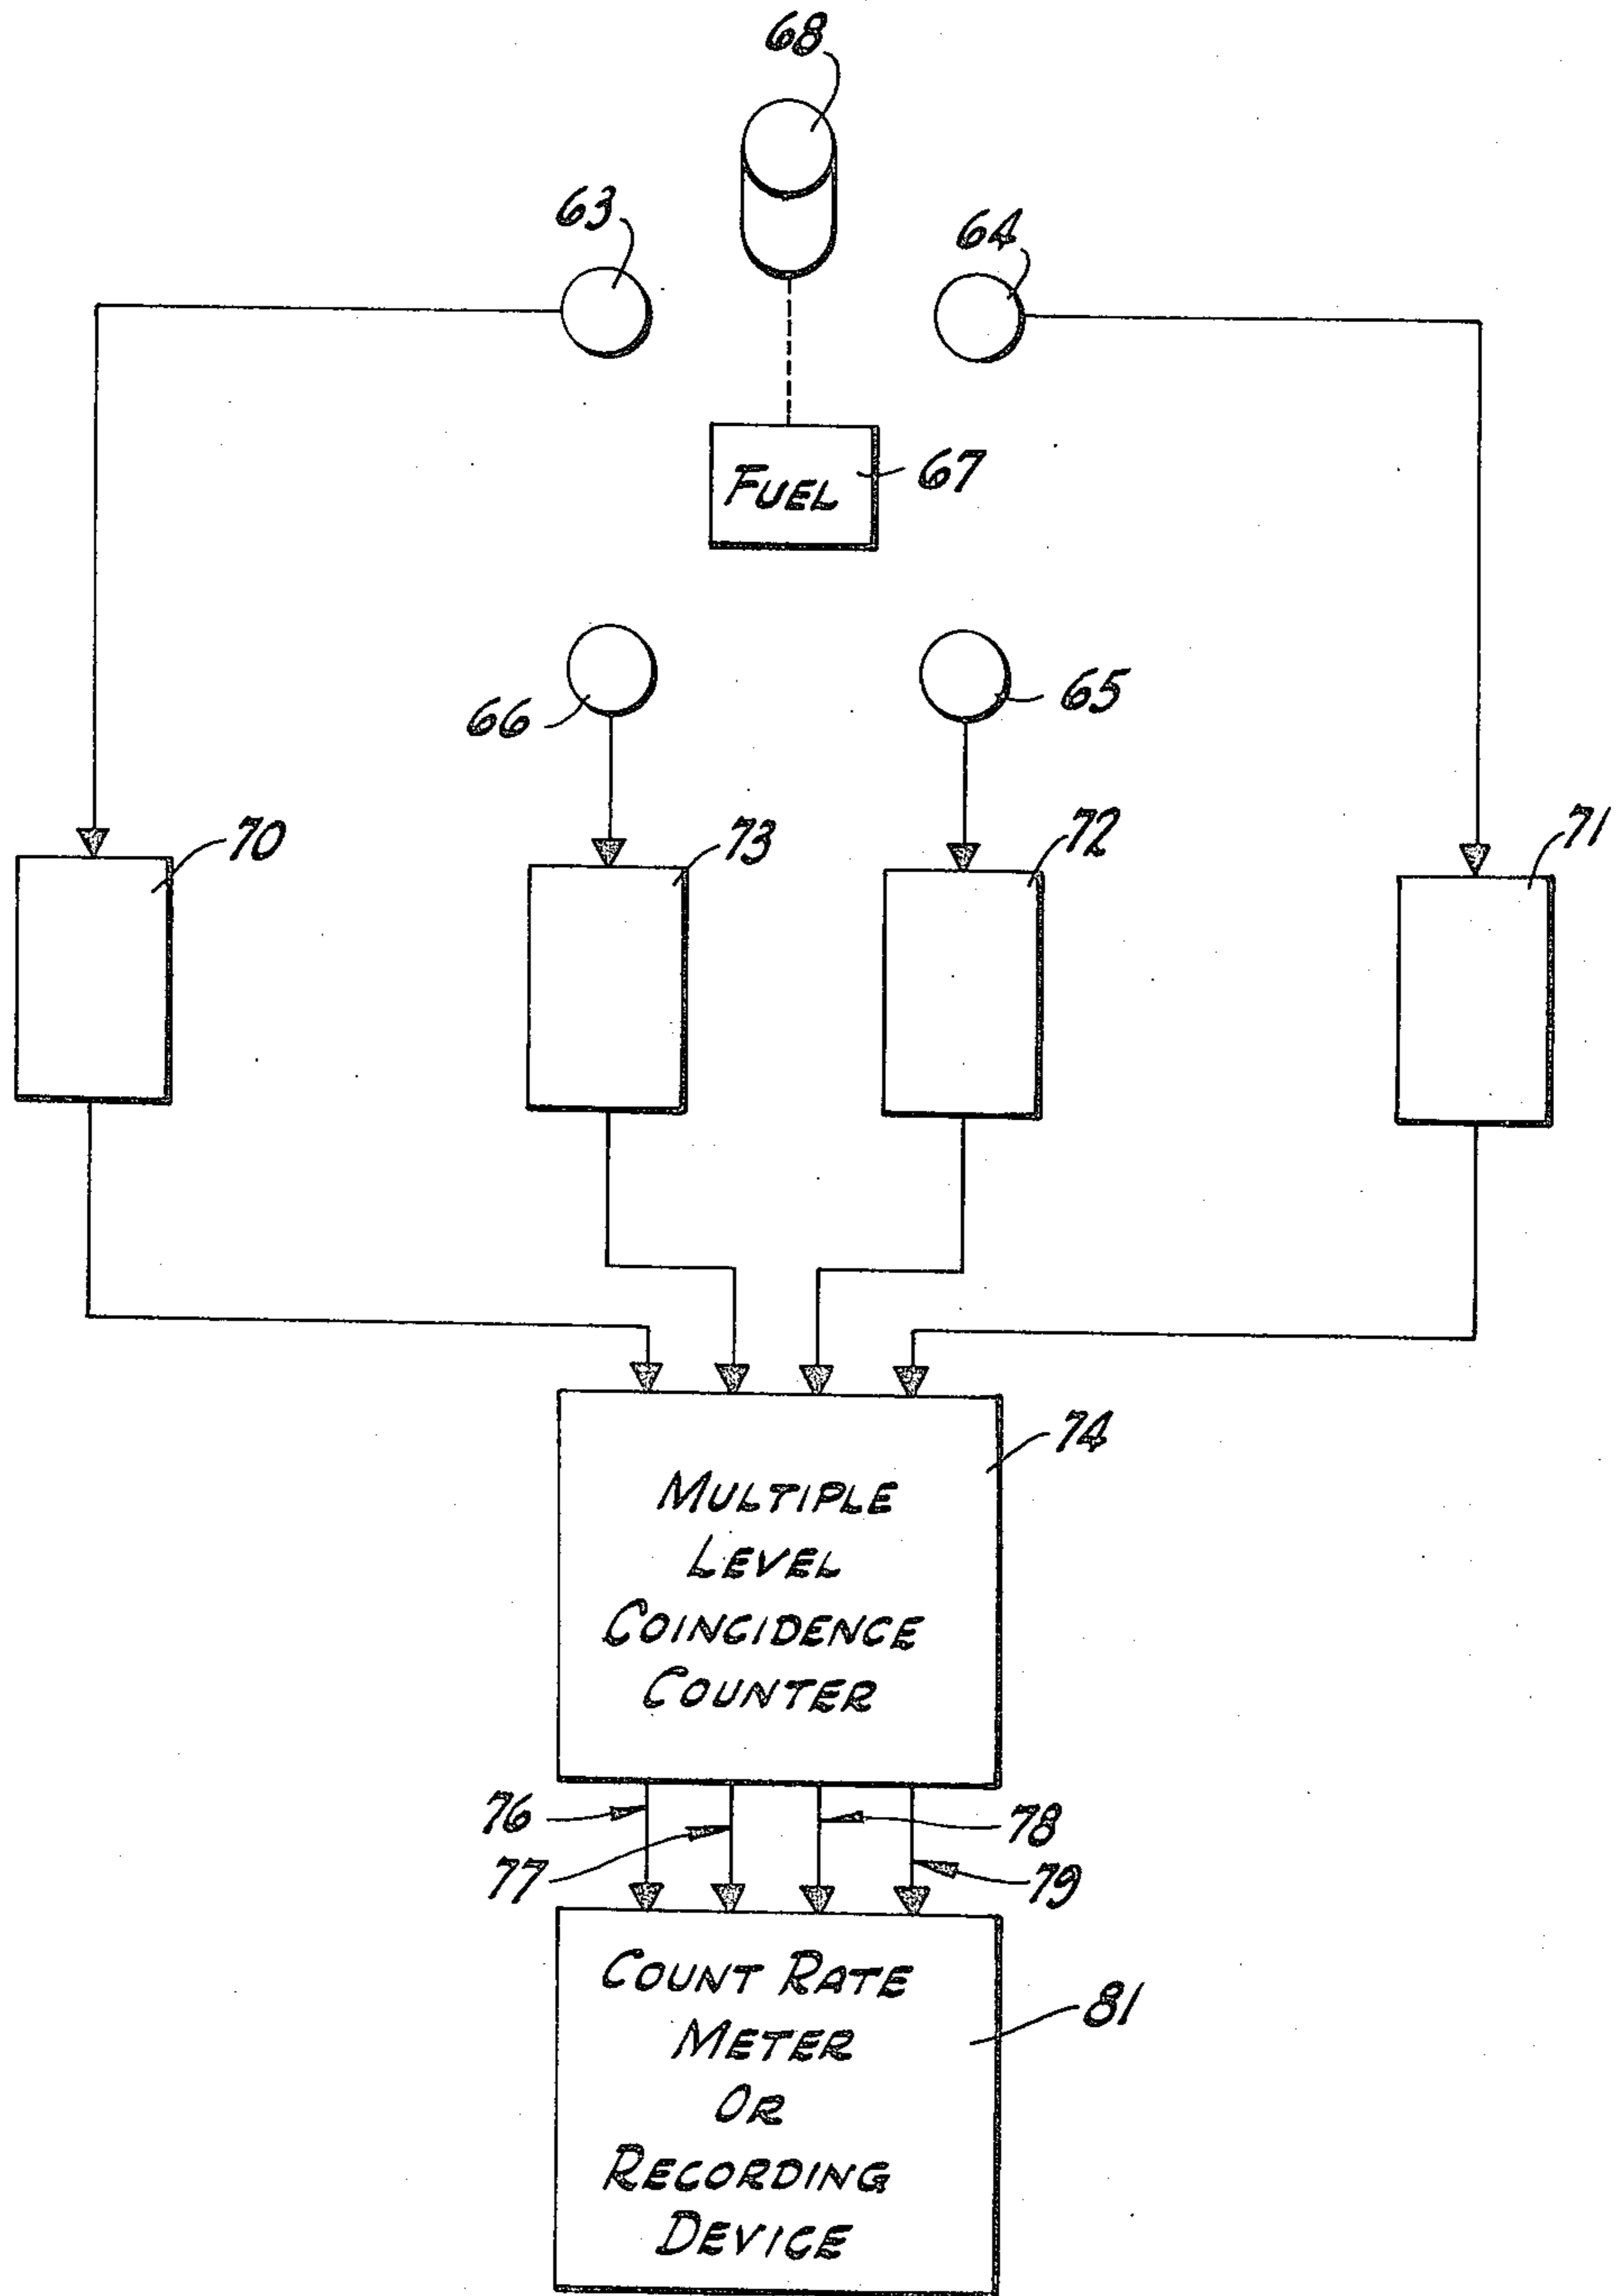 68
63
64
FUEL
67
66
65
70
73
72
71
74
MULTIPLE
LEVEL
COINCIDENCE
COUNTER
76
78
77
79
COUNT RATE
METER
OR
RECORDING
DEVICE
81